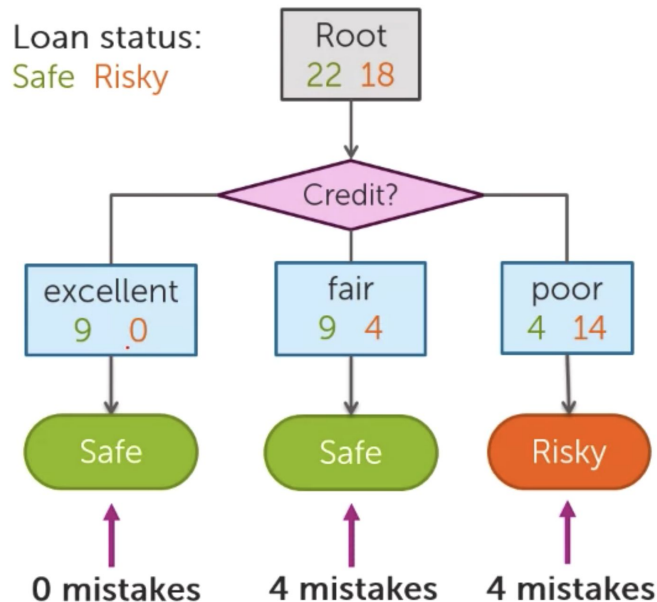 Loan status:
Safe Risky
Root
22 18
Credit?
excellent
9 0
fair
9 4
poor
4 14
Safe
Safe
Risky
0 mistakes
4 mistakes
4 mistakes